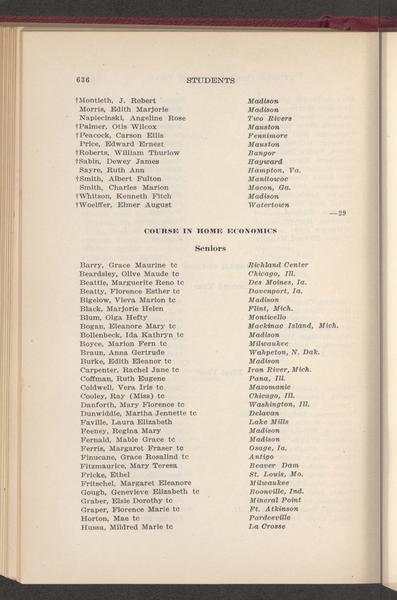 636 STUDENTS
†Montieth, J. Robert Madison
Morris, Edith Marjorie Madison
Napiecinski, Angeline Rose Two Rivers
†Palmer, Otis Wilcox Mauston
†Peacock, Carson Ellis Fennimore
Price, Edward Ernest Mauston
†Roberts, William Thurlow Bangor
†Sabin, Dewey James Hayward
Sayre, Ruth Ann Hampton, Va.
†Smith, Albert Fulton Manitowoc
Smith, Charles Marion Macon, Ga.
†Whitson, Kenneth Fitch Madison
†Woelffer, Elmer August Watertown
—29
COURSE IN HOME ECONOMICS
Seniors
Barry, Grace Maurine tc Richland Center
Beardsley, Olive Maude tc Chicago, Ill.
Beattie, Marguerite Reno tc Des Moines, Ia.
Beatty, Florence Esther tc Davenport, Ia.
Bigelow, Vieva Marion tc Madison
Black, Marjorie Helen Flint, Mich.
Blum, Olga Hefty Monticello
Bogan, Eleanore Mary tc Mackinac Island, Mich.
Bollenbeck, Ida Kathryn tc Madison
Boyce, Marion Fern tc Milwaukee
Braun, Anna Gertrude Wahpeton, N. Dak.
Burke, Edith Eleanor tc Madison
Carpenter, Rachel Jane tc Iron River, Mich.
Coffman, Ruth Eugene Pana, Ill.
Coldwell, Vera Iris tc Mazomanie
Cooley, Ray (Miss) tc Chicago, Ill.
Danforth, Mary Florence tc Washington, Ill.
Dunwiddie, Martha Jennette tc Delavan
Faville, Laura Elizabeth Lake Mills
Feeney, Regina Mary Madison
Fernald, Mable Grace tc Madison
Ferris, Margaret Fraser tc Osage, Ia.
Finucane, Grace Rosalind tc Antigo
Fitzmaurice, Mary Teresa Beaver Dam
Fricke, Ethel St. Louis, Mo.
Fritschel, Margaret Eleanore Milwaukee
Gough, Genevieve Elizabeth tc Boonville, Ind.
Graber, Elsie Dorothy tc Mineral Point
Graper, Florence Marie tc Ft. Atkinson
Horton, Mae tc Pardeeville
Hussa, Mildred Marie tc La Crosse